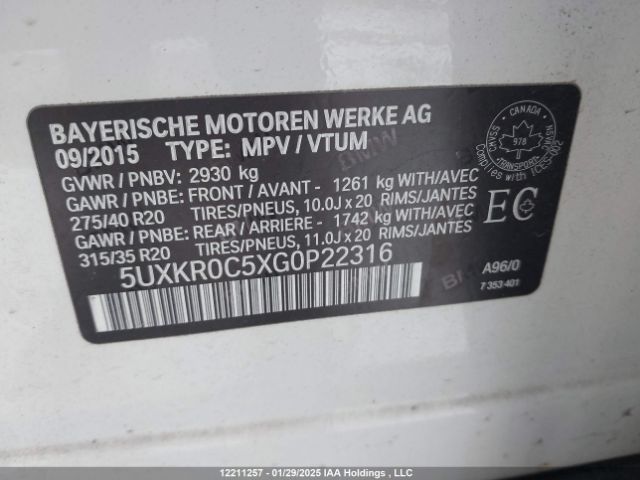 BAYERISCHE MOTOREN WERKE AG
09/2015 TYPE: MPV / VTUM
GVWR / PNBV: 2930 kg
GAWR / PNBE: FRONT / AVANT - 1261 kg WITH/AVEC
275/40 R20 TIRES/PNEUS, 10.0J x 20 RIMS/JANTES
GAWR / PNBE: REAR / ARRIERE - 1742 kg WITH/AVEC
315/35 R20 TIRES/PNEUS, 11.0J x 20 RIMS/JANTES
5UXKR0C5XG0P22316
CANADA
978
TRANSPORT
EC
A96/0
7 353 401
12211257 - 01/29/2025 IAA Holdings , LLC